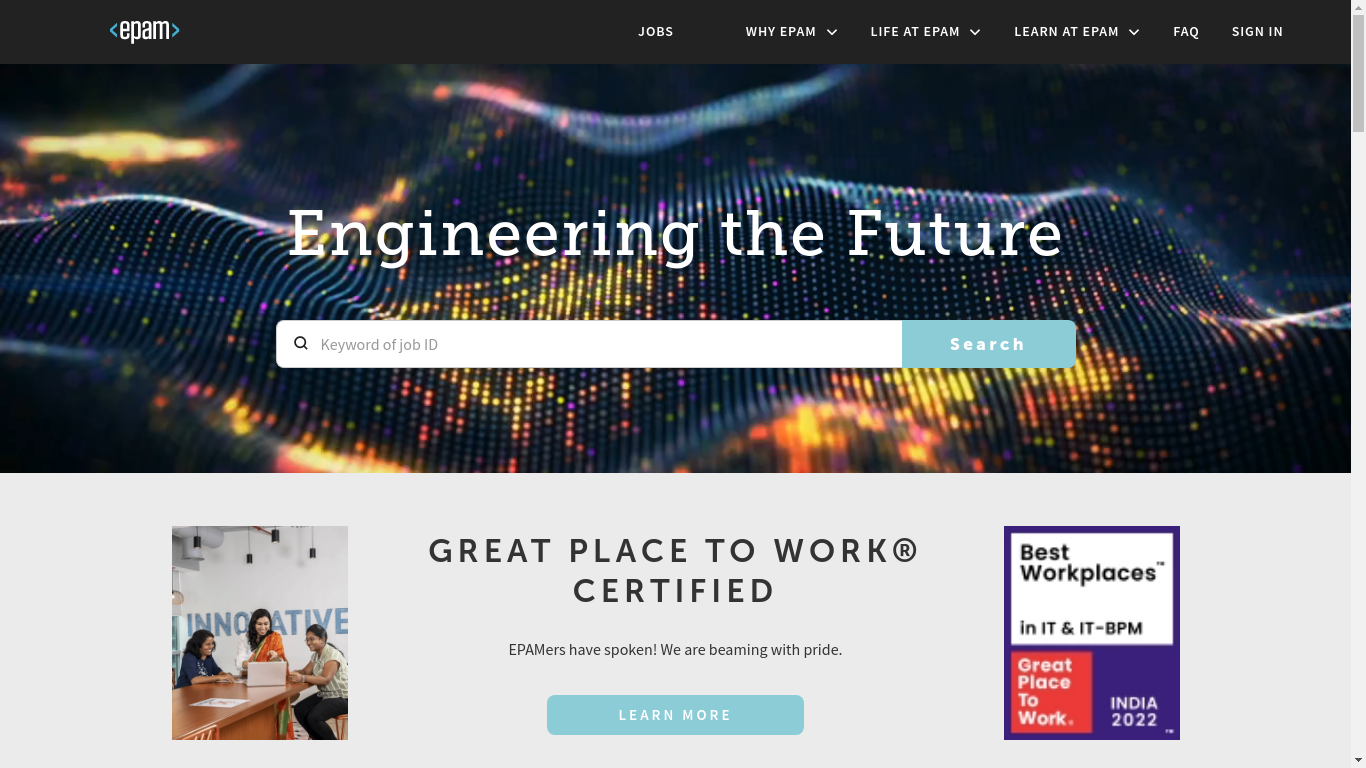 <epam>
JOBS
WHY EPAM
LIFE AT EPAM
LEARN AT EPAM
FAQ
SIGN IN
Engineering the Future
Keyword of job ID
Search
INNOVATIVE
GREAT PLACE TO WORK®
CERTIFIED
EPAMers have spoken! We are beaming with pride.
LEARN MORE
Best
Workplaces™
in IT & IT-BPM
Great
Place
To
Work.
INDIA
2022
™